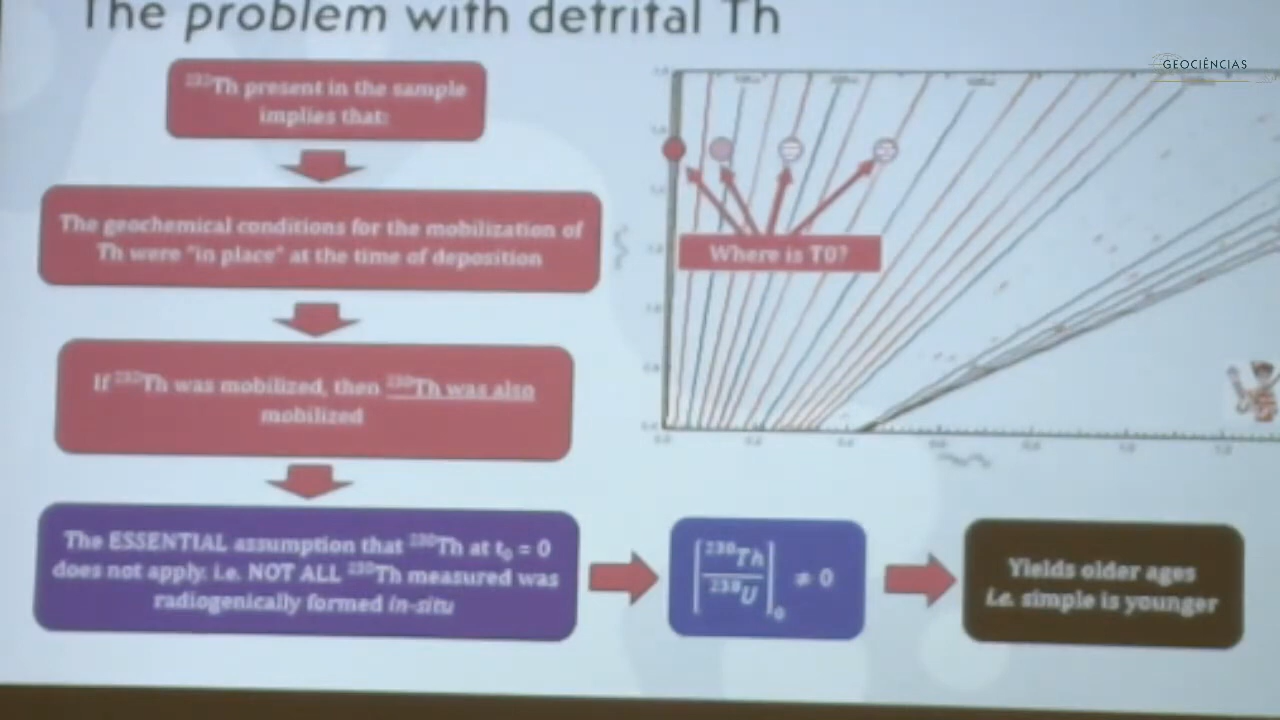 The problem with detrital Th
GEOCIÊNCIAS
²³²Th present in the sample
implies that:
The geochemical conditions for the mobilization of
Th were "in place" at the time of deposition
If ²³²Th was mobilized, then ²³⁰Th was also
mobilized
The ESSENTIAL assumption that ²³⁰Th at t₀ = 0
does not apply. i.e. NOT ALL ²³⁰Th measured was
radiogenically formed in-situ
Where is T0?
²³⁰Th
²³⁸U
0
≠ 0
Yields older ages
i.e. simple is younger